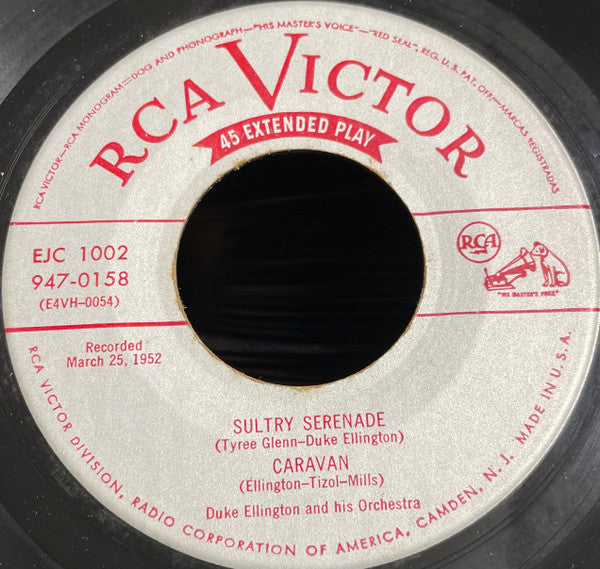 RCA VICTOR—RCA MONOGRAM—DOG AND PHONOGRAPH—"HIS MASTER'S VOICE"—"RED SEAL", REG. U. S. PAT. OFF.—MARCAS REGISTRADAS
RCA VICTOR
45 EXTENDED PLAY
EJC 1002
947-0158
(E4VH-0054)
RCA
"HIS MASTER'S VOICE"
Recorded
March 25, 1952
SULTRY SERENADE
(Tyree Glenn-Duke Ellington)
CARAVAN
(Ellington-Tizol-Mills)
Duke Ellington and his Orchestra
RCA VICTOR DIVISION, RADIO CORPORATION OF AMERICA, CAMDEN, N. J. MADE IN U. S. A.